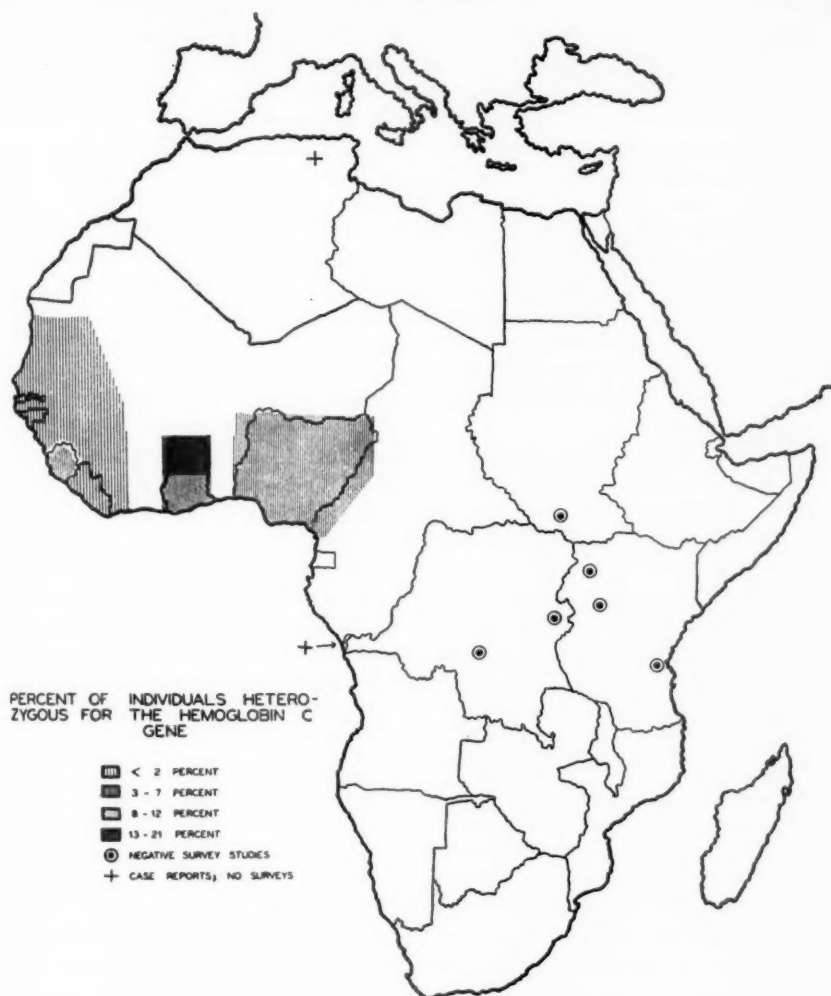 PERCENT OF INDIVIDUALS HETERO-
ZYGOUS FOR THE HEMOGLOBIN C
GENE
< 2 PERCENT
3 - 7 PERCENT
8 - 12 PERCENT
13 - 21 PERCENT
NEGATIVE SURVEY STUDIES
CASE REPORTS; NO SURVEYS